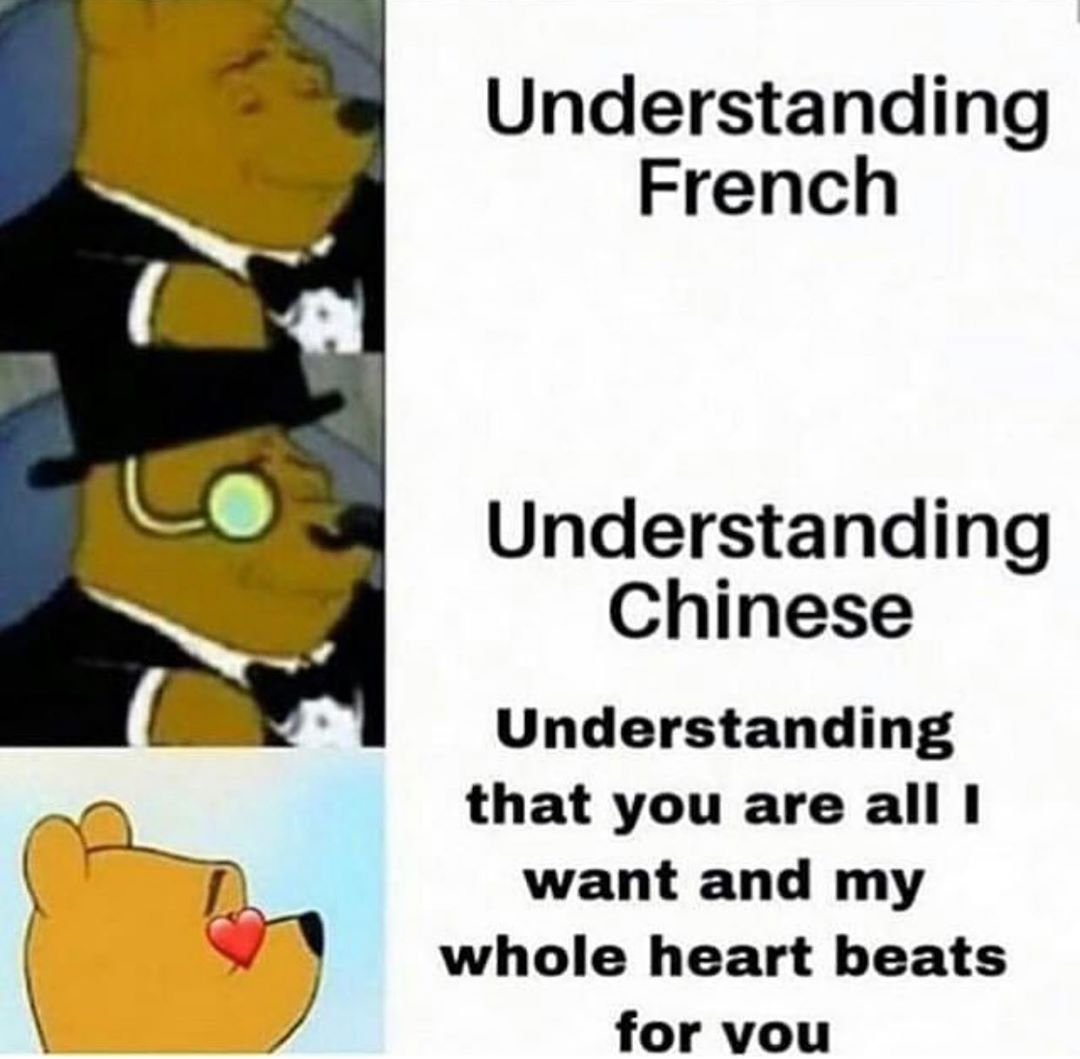 Understanding
French
Understanding
Chinese
Understanding
that you are all I
want and my
whole heart beats
for you